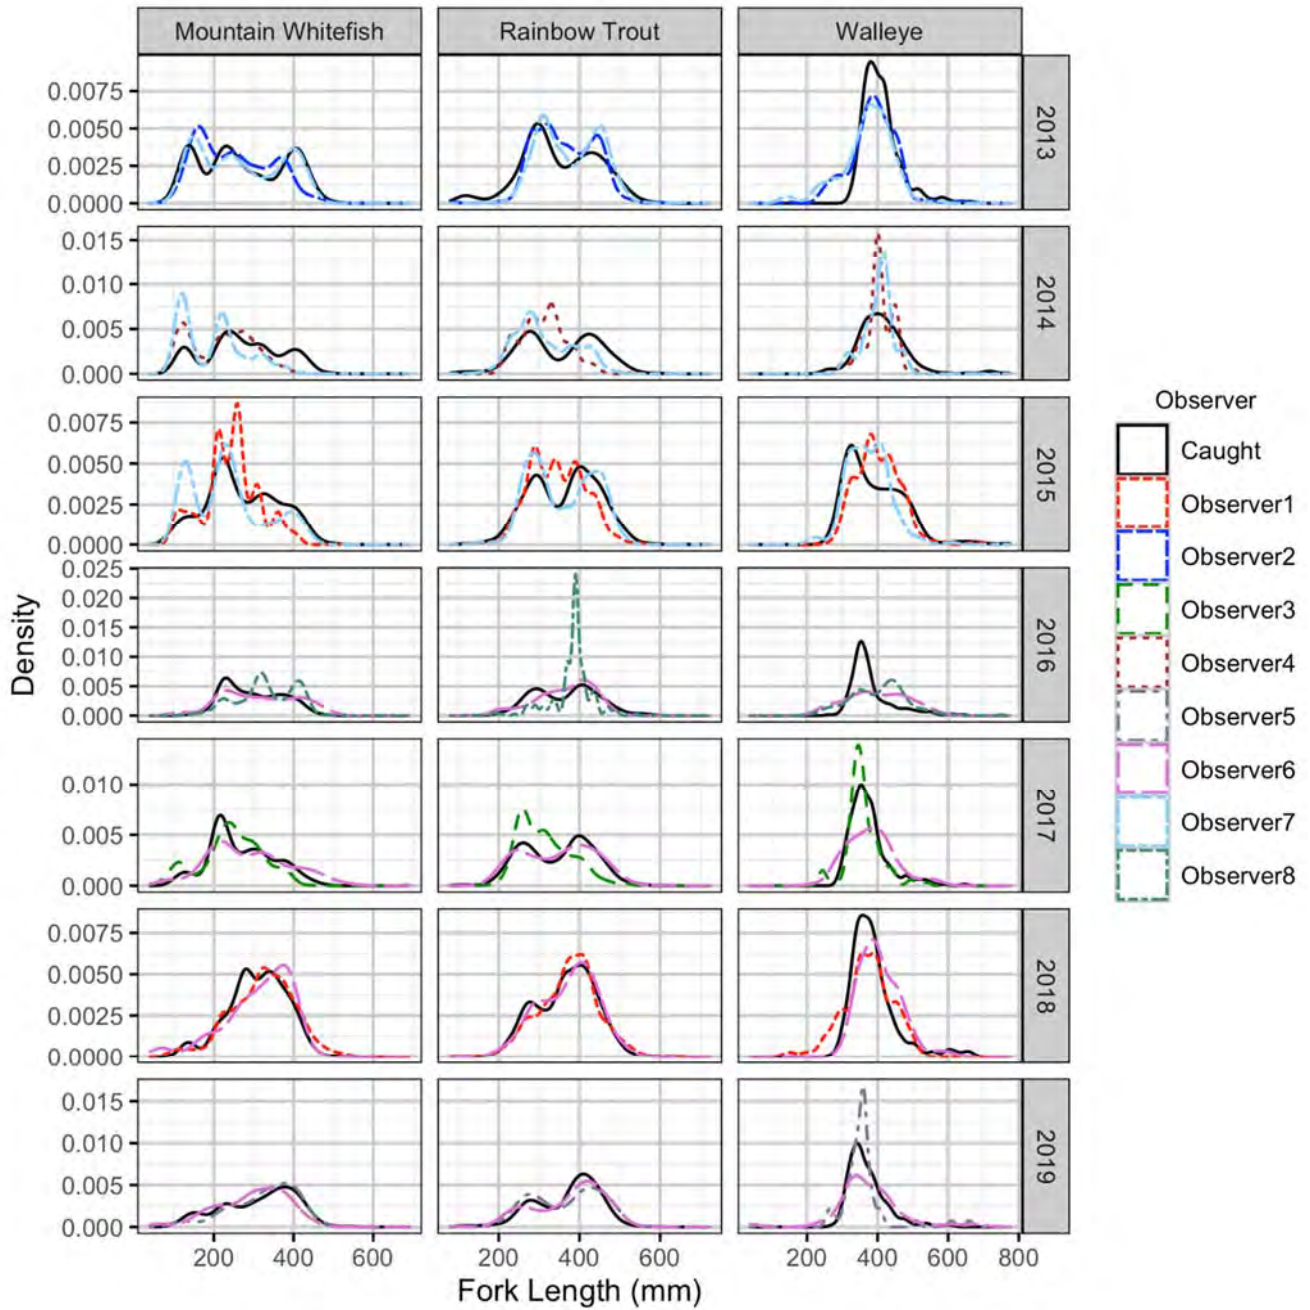 Mountain Whitefish
Rainbow Trout
Walleye
0.0075
0.0050
0.0025
0.0000
2013
0.015
0.010
0.005
0.000
2014
0.0075
0.0050
0.0025
0.0000
2015
0.025
0.020
0.015
0.010
0.005
0.000
2016
0.010
0.005
0.000
2017
0.0075
0.0050
0.0025
0.0000
2018
0.015
0.010
0.005
0.000
2019
200 400 600
200 400 600
200 400 600 800
Density
Fork Length (mm)
Observer
Caught
Observer1
Observer2
Observer3
Observer4
Observer5
Observer6
Observer7
Observer8